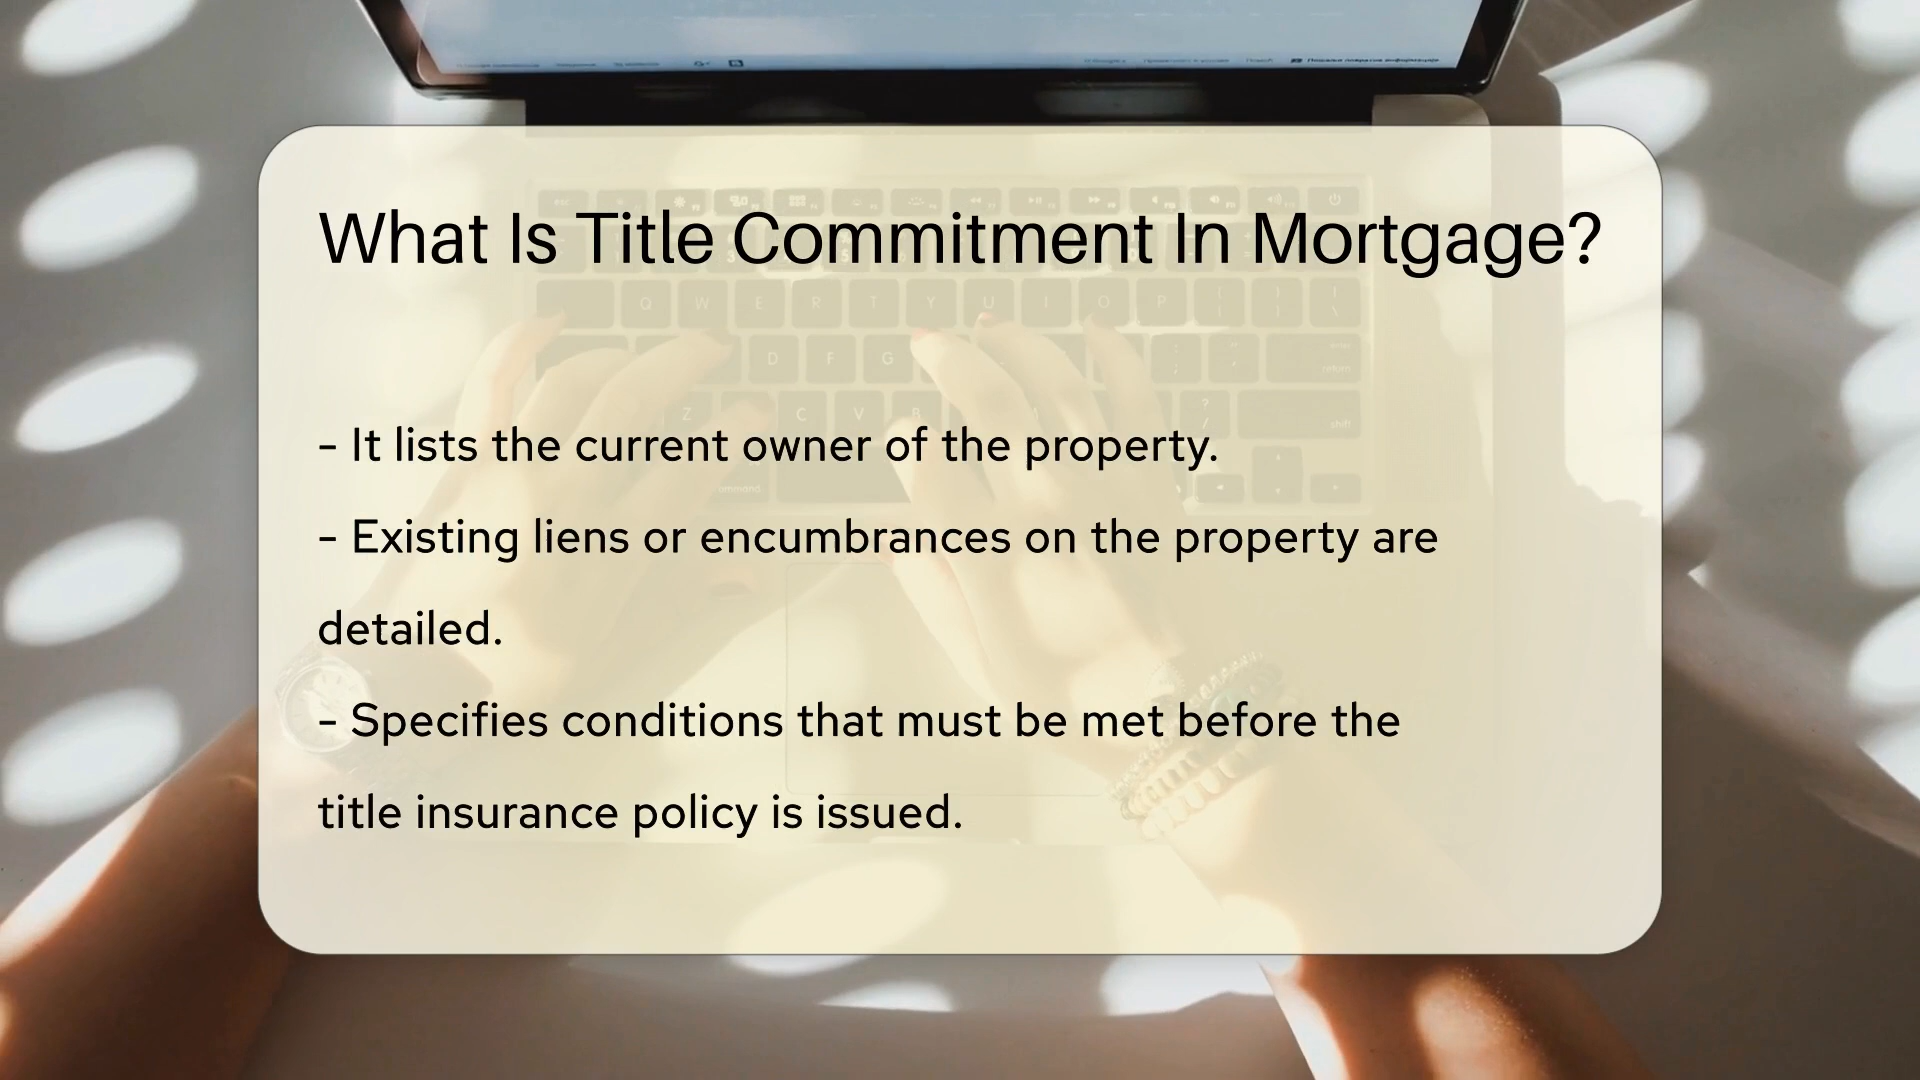 What Is Title Commitment In Mortgage?
- It lists the current owner of the property.
- Existing liens or encumbrances on the property are
detailed.
- Specifies conditions that must be met before the
title insurance policy is issued.
Q W E R T Y U I O P
D F G
Z C V B